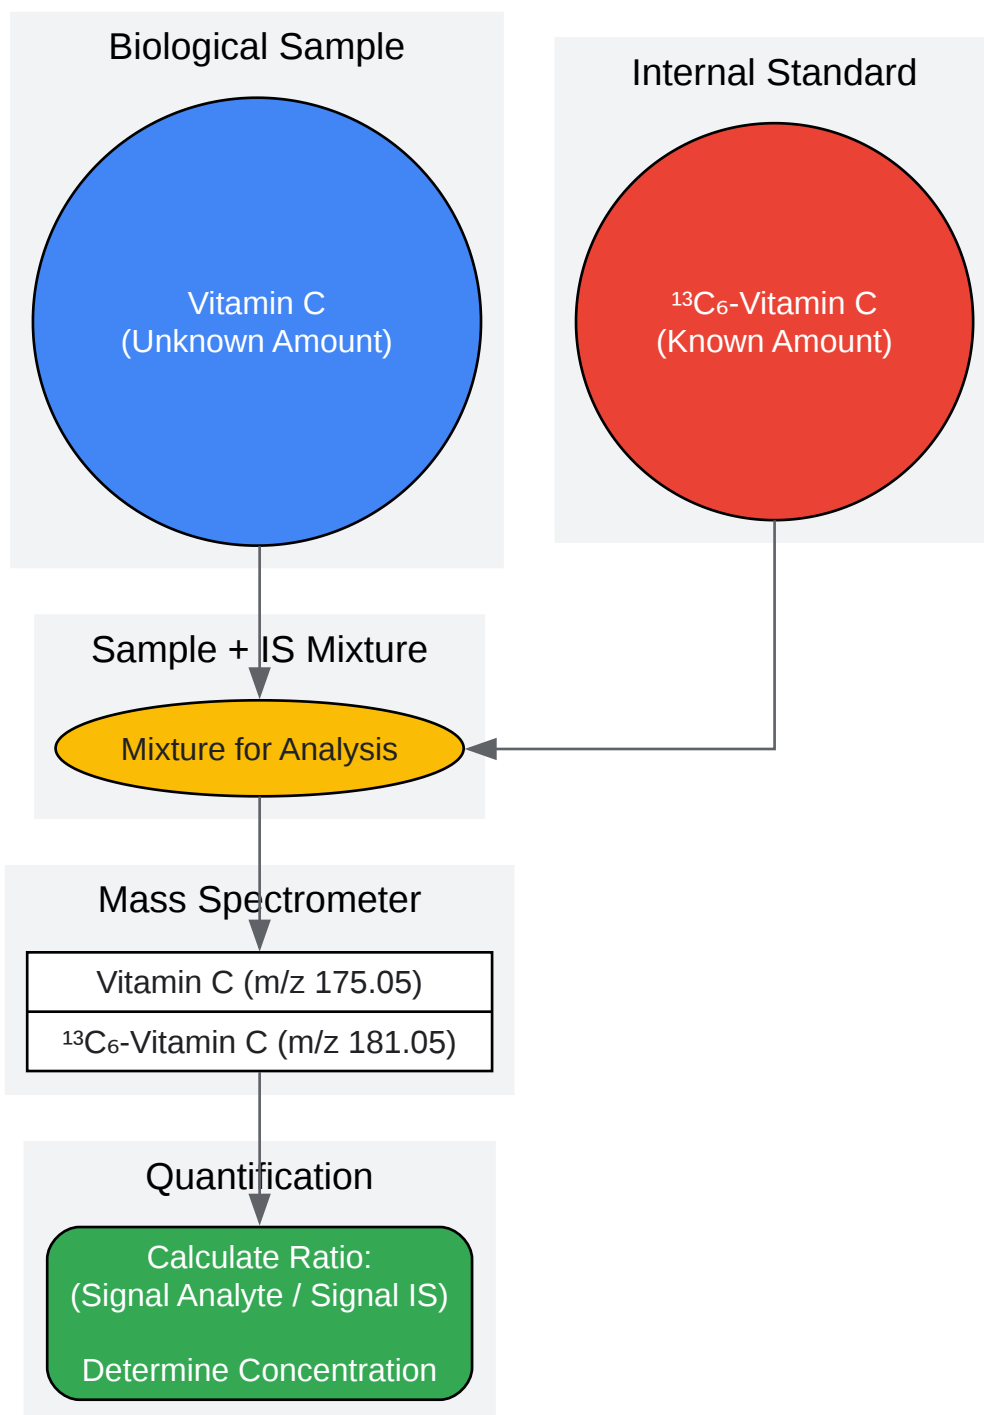 Biological Sample
Internal Standard
Vitamin C
(Unknown Amount)
¹³C₆-Vitamin C
(Known Amount)
Sample + IS Mixture
Mixture for Analysis
Mass Spectrometer
Vitamin C (m/z 175.05)
¹³C₆-Vitamin C (m/z 181.05)
Quantification
Calculate Ratio:
(Signal Analyte / Signal IS)
Determine Concentration